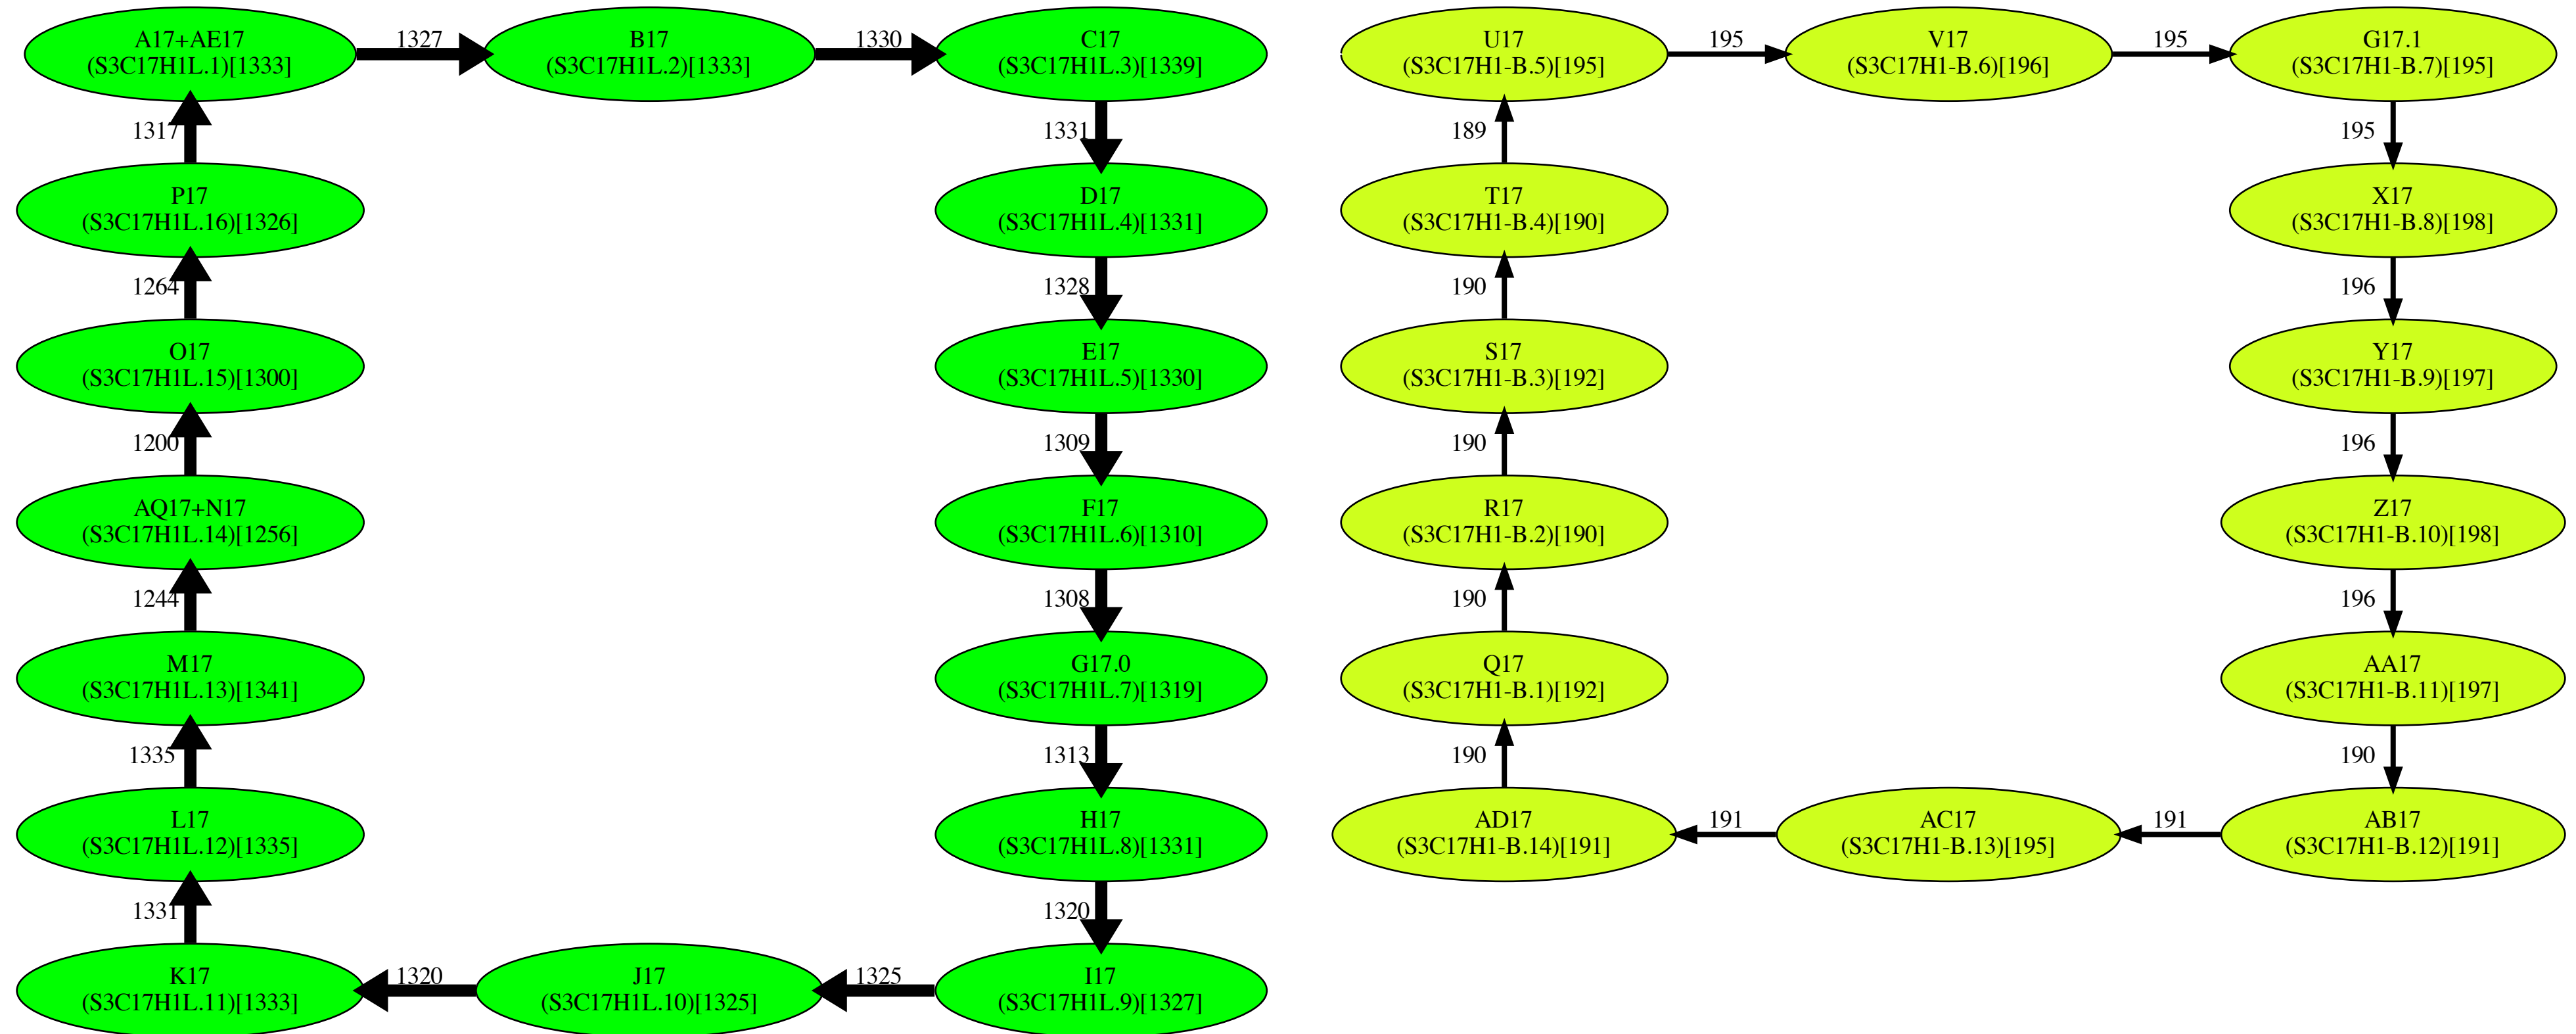 A17+AE17
(S3C17H1L.1)[1333]
1327
B17
(S3C17H1L.2)[1333]
1330
C17
(S3C17H1L.3)[1339]
1331
D17
(S3C17H1L.4)[1331]
1328
E17
(S3C17H1L.5)[1330]
1309
F17
(S3C17H1L.6)[1310]
1308
G17.0
(S3C17H1L.7)[1319]
1313
H17
(S3C17H1L.8)[1331]
1320
I17
(S3C17H1L.9)[1327]
1325
J17
(S3C17H1L.10)[1325]
1320
K17
(S3C17H1L.11)[1333]
1331
L17
(S3C17H1L.12)[1335]
1335
M17
(S3C17H1L.13)[1341]
1244
AQ17+N17
(S3C17H1L.14)[1256]
1200
O17
(S3C17H1L.15)[1300]
1264
P17
(S3C17H1L.16)[1326]
1317
U17
(S3C17H1-B.5)[195]
195
V17
(S3C17H1-B.6)[196]
195
G17.1
(S3C17H1-B.7)[195]
195
X17
(S3C17H1-B.8)[198]
196
Y17
(S3C17H1-B.9)[197]
196
Z17
(S3C17H1-B.10)[198]
196
AA17
(S3C17H1-B.11)[197]
190
AB17
(S3C17H1-B.12)[191]
191
AC17
(S3C17H1-B.13)[195]
191
AD17
(S3C17H1-B.14)[191]
190
Q17
(S3C17H1-B.1)[192]
190
R17
(S3C17H1-B.2)[190]
190
S17
(S3C17H1-B.3)[192]
190
T17
(S3C17H1-B.4)[190]
189